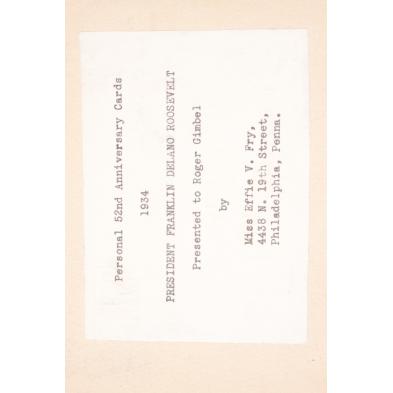 Personal 52nd Anniversary Cards
1934
PRESIDENT FRANKLIN DELANO ROOSEVELT
Presented to Roger Gimbel
by
Miss Effie V. Fry,
4438 N. 19th Street,
Philadelphia, Penna.